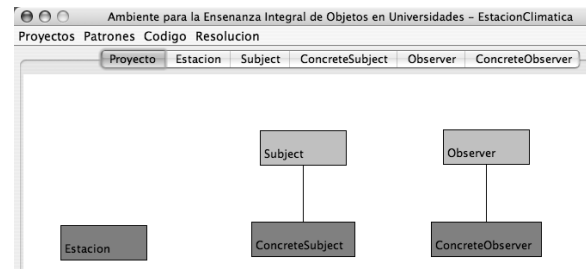 Ambiente para la Ensenanza Integral de Objetos en Universidades - EstacionClimatica
Proyectos Patrones Codigo Resolucion
Proyecto Estacion Subject ConcreteSubject Observer ConcreteObserver
Subject Observer
Estacion ConcreteSubject ConcreteObserver